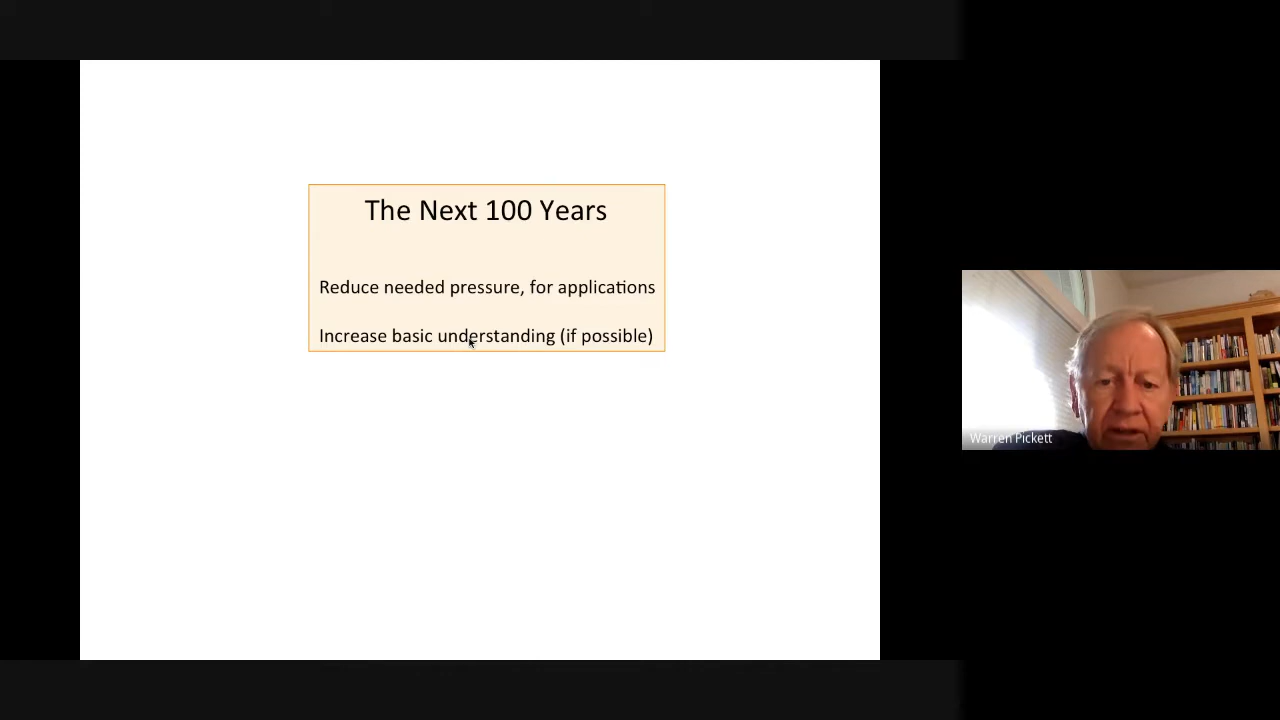 The Next 100 Years
Reduce needed pressure, for applications
Increase basic understanding (if possible)
Warren Pickett